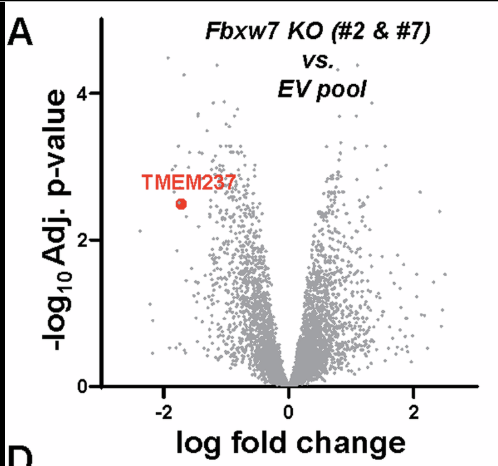 A
Fbxw7 KO (#2 & #7)
vs.
EV pool
-log10 Adj. p-value
4
2
0
TMEM237
-2
0
2
log fold change
D